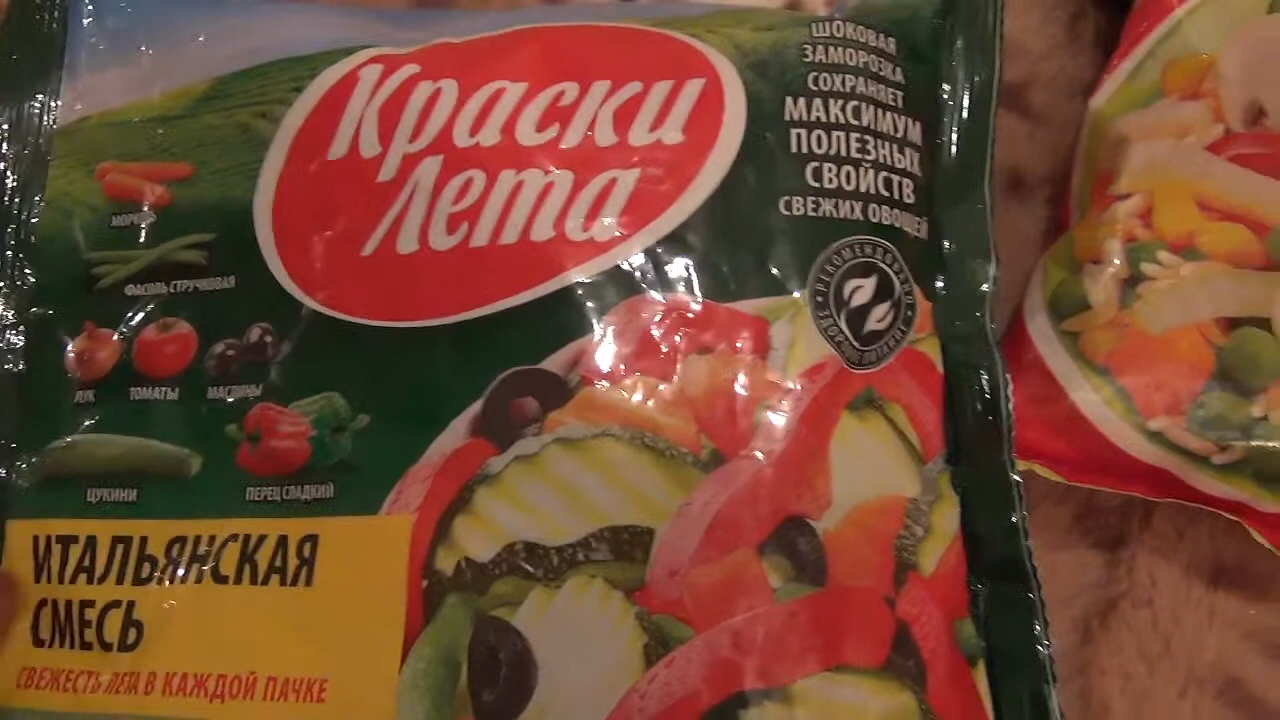 Краски
Лета
ШОКОВАЯ
ЗАМОРОЗКА
СОХРАНЯЕТ
МАКСИМУМ
ПОЛЕЗНЫХ
СВОЙСТВ
СВЕЖИХ ОВОЩЕЙ
РЕКОМЕНДОВАНО
МОРКОВЬ
ФАСОЛЬ СТРУЧКОВАЯ
ЛУК
ТОМАТЫ
МАСЛИНЫ
ЦУКИНИ
ПЕРЕЦ СЛАДКИЙ
ИТАЛЬЯНСКАЯ
СМЕСЬ
СВЕЖЕСТЬ ЛЕТА В КАЖДОЙ ПАЧКЕ